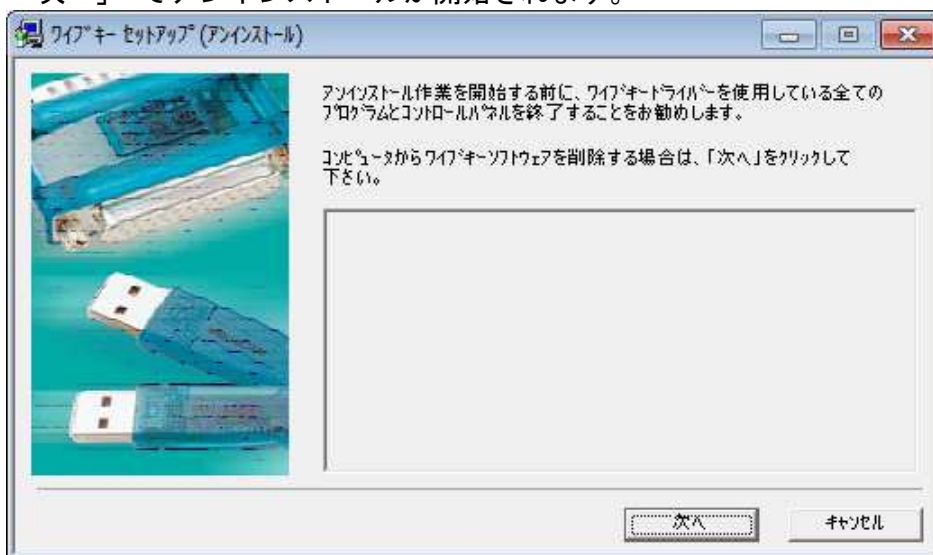 次へ」でアンインストールが開始されます。
ワイブキー セットアップ (アンインストール)
アンインストール作業を開始する前に、ワイブキードライバーを使用している全ての
プログラムとコントロールパネルを終了することをお勧めします。
コンピュータからワイブキーソフトウェアを削除する場合は、「次へ」をクリックして
下さい。
次へ
キャンセル